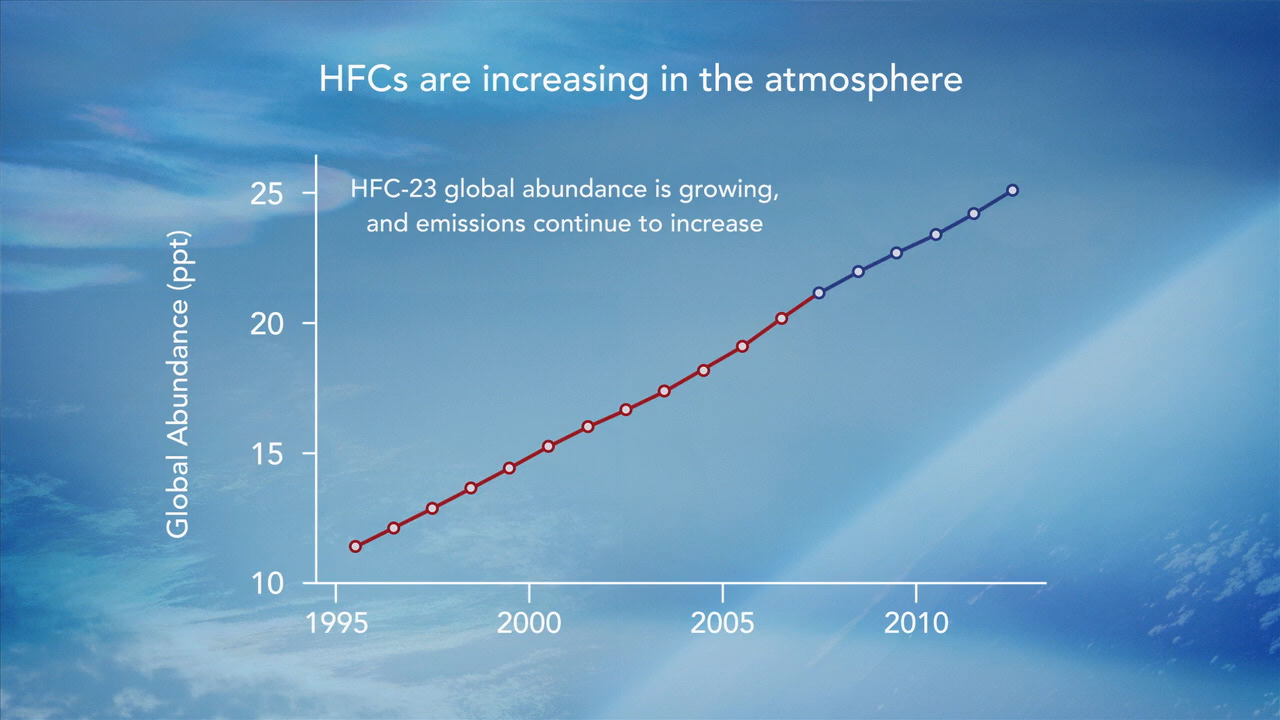 HFCs are increasing in the atmosphere
HFC-23 global abundance is growing,
and emissions continue to increase
Global Abundance (ppt)
25
20
15
10
1995
2000
2005
2010